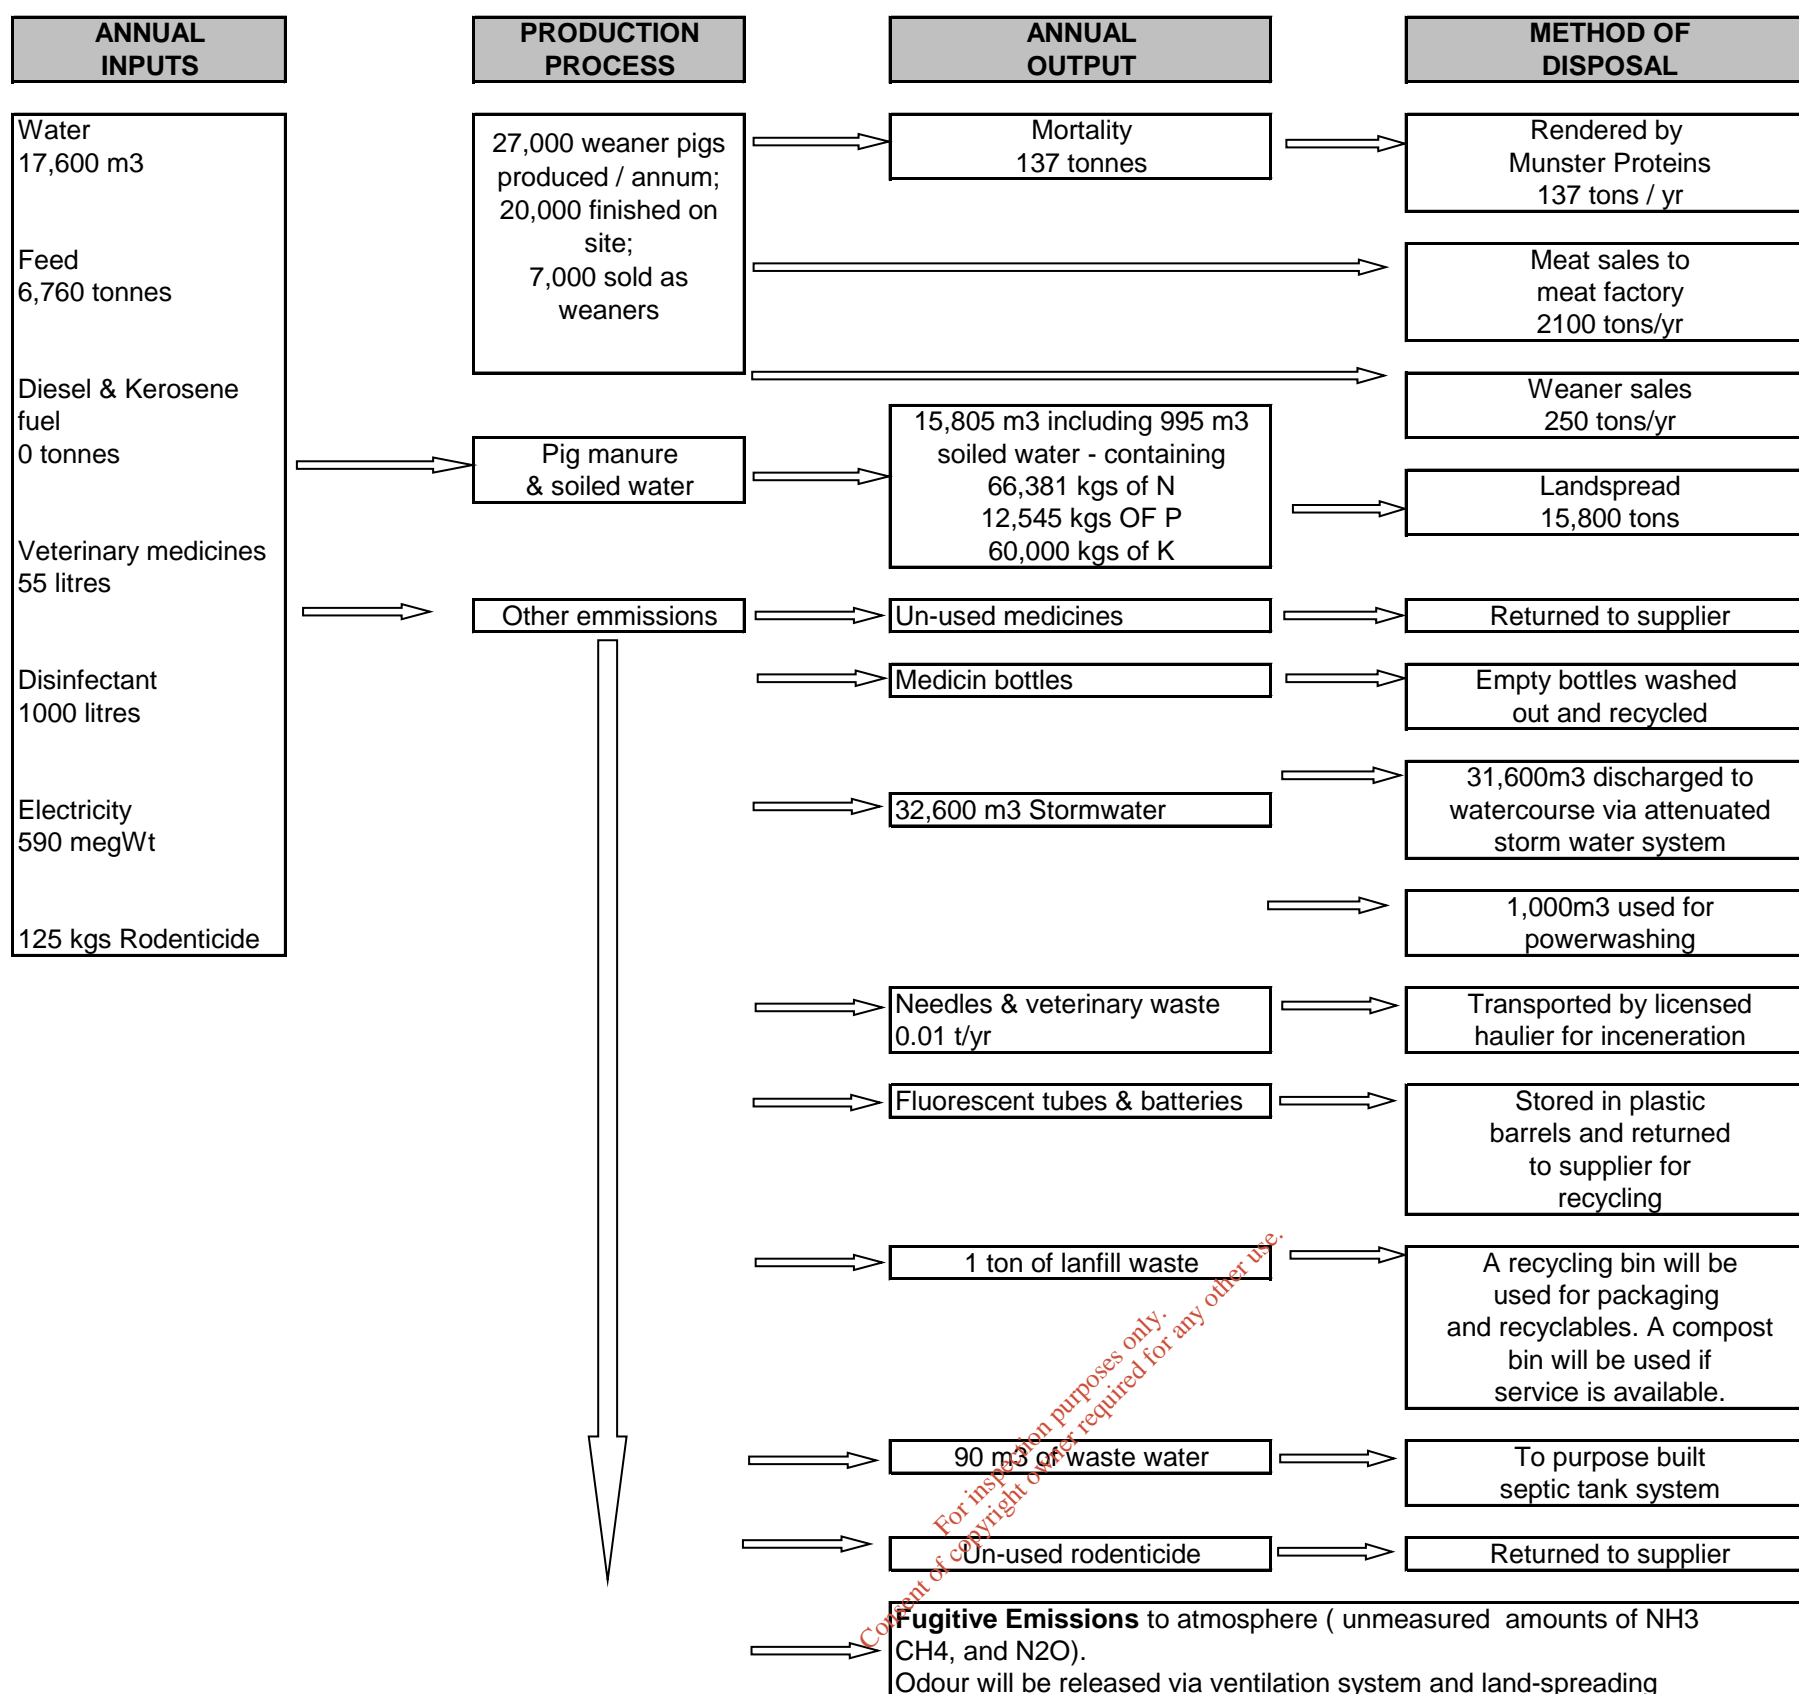 ANNUAL
INPUTS
PRODUCTION
PROCESS
ANNUAL
OUTPUT
METHOD OF
DISPOSAL
Water
17,600 m3
Feed
6,760 tonnes
Diesel & Kerosene
fuel
0 tonnes
Veterinary medicines
55 litres
Disinfectant
1000 litres
Electricity
590 megWt
125 kgs Rodenticide
27,000 weaner pigs
produced / annum;
20,000 finished on
site;
7,000 sold as
weaners
Mortality
137 tonnes
Rendered by
Munster Proteins
137 tons / yr
Meat sales to
meat factory
2100 tons/yr
Weaner sales
250 tons/yr
Pig manure
& soiled water
15,805 m3 including 995 m3
soiled water - containing
66,381 kgs of N
12,545 kgs OF P
60,000 kgs of K
Landspread
15,800 tons
Other emmissions
Un-used medicines
Returned to supplier
Medicin bottles
Empty bottles washed
out and recycled
32,600 m3 Stormwater
31,600m3 discharged to
watercourse via attenuated
storm water system
1,000m3 used for
powerwashing
Needles & veterinary waste
0.01 t/yr
Transported by licensed
haulier for inceneration
Fluorescent tubes & batteries
Stored in plastic
barrels and returned
to supplier for
recycling
1 ton of lanfill waste
A recycling bin will be
used for packaging
and recyclables. A compost
bin will be used if
service is available.
90 m3 of waste water
To purpose built
septic tank system
Un-used rodenticide
Returned to supplier
Fugitive Emissions to atmosphere ( unmeasured amounts of NH3
CH4, and N2O).
Odour will be released via ventilation system and land-spreading
For inspection purposes only.
Consent of copyright owner required for any other use.